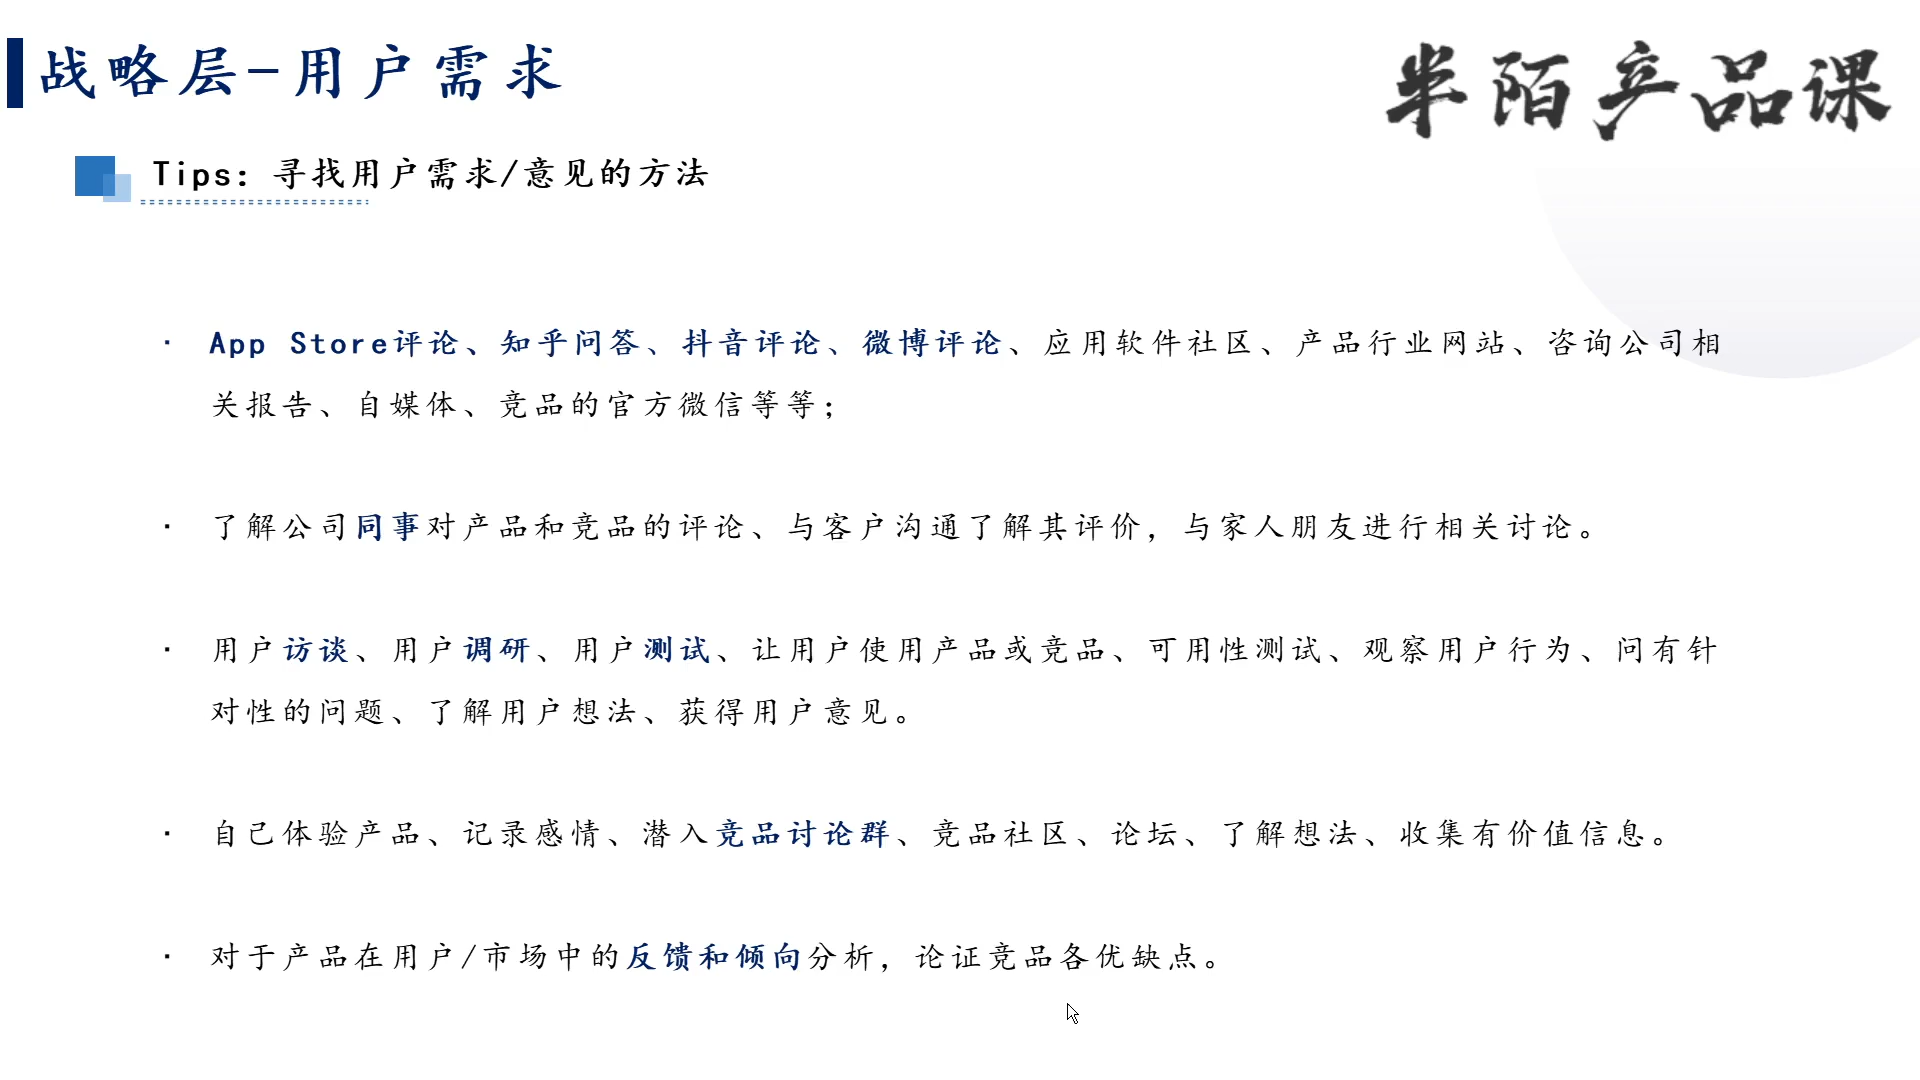 战略层-用户需求
半陌产品课
Tips：寻找用户需求/意见的方法
· App Store评论、知乎问答、抖音评论、微博评论、应用软件社区、产品行业网站、咨询公司相
关报告、自媒体、竞品的官方微信等等；
· 了解公司同事对产品和竞品的评论、与客户沟通了解其评价，与家人朋友进行相关讨论。
· 用户访谈、用户调研、用户测试、让用户使用产品或竞品、可用性测试、观察用户行为、问有针
对性的问题、了解用户想法、获得用户意见。
· 自己体验产品、记录感情、潜入竞品讨论群、竞品社区、论坛、了解想法、收集有价值信息。
· 对于产品在用户/市场中的反馈和倾向分析，论证竞品各优缺点。